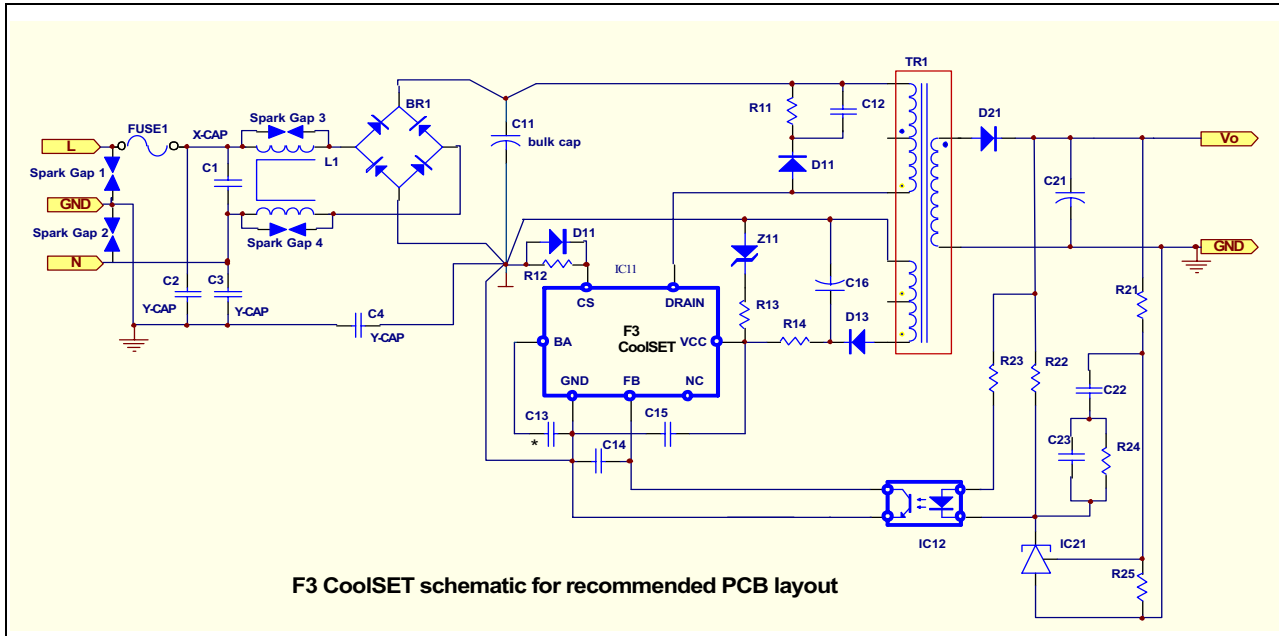 TR1
BR1
D21
Spark Gap 3
FUSE1
X-CAP
C11
bulk cap
R11
C12
L
Vo
C1
L1
D11
Spark Gap 1
C21
GND
Spark Gap 2
Spark Gap 4
D11
Z11
GND
N
R12
IC11
C2
C3
CS
DRAIN
C16
R21
Y-CAP
Y-CAP
C4
R13
R14
D13
Y-CAP
BA
F3
CoolSET
VCC
R23
R22
GND
FB
NC
C22
C13
*
C15
C14
C23
R24
IC12
IC21
R25
F3 CoolSET schematic for recommended PCB layout